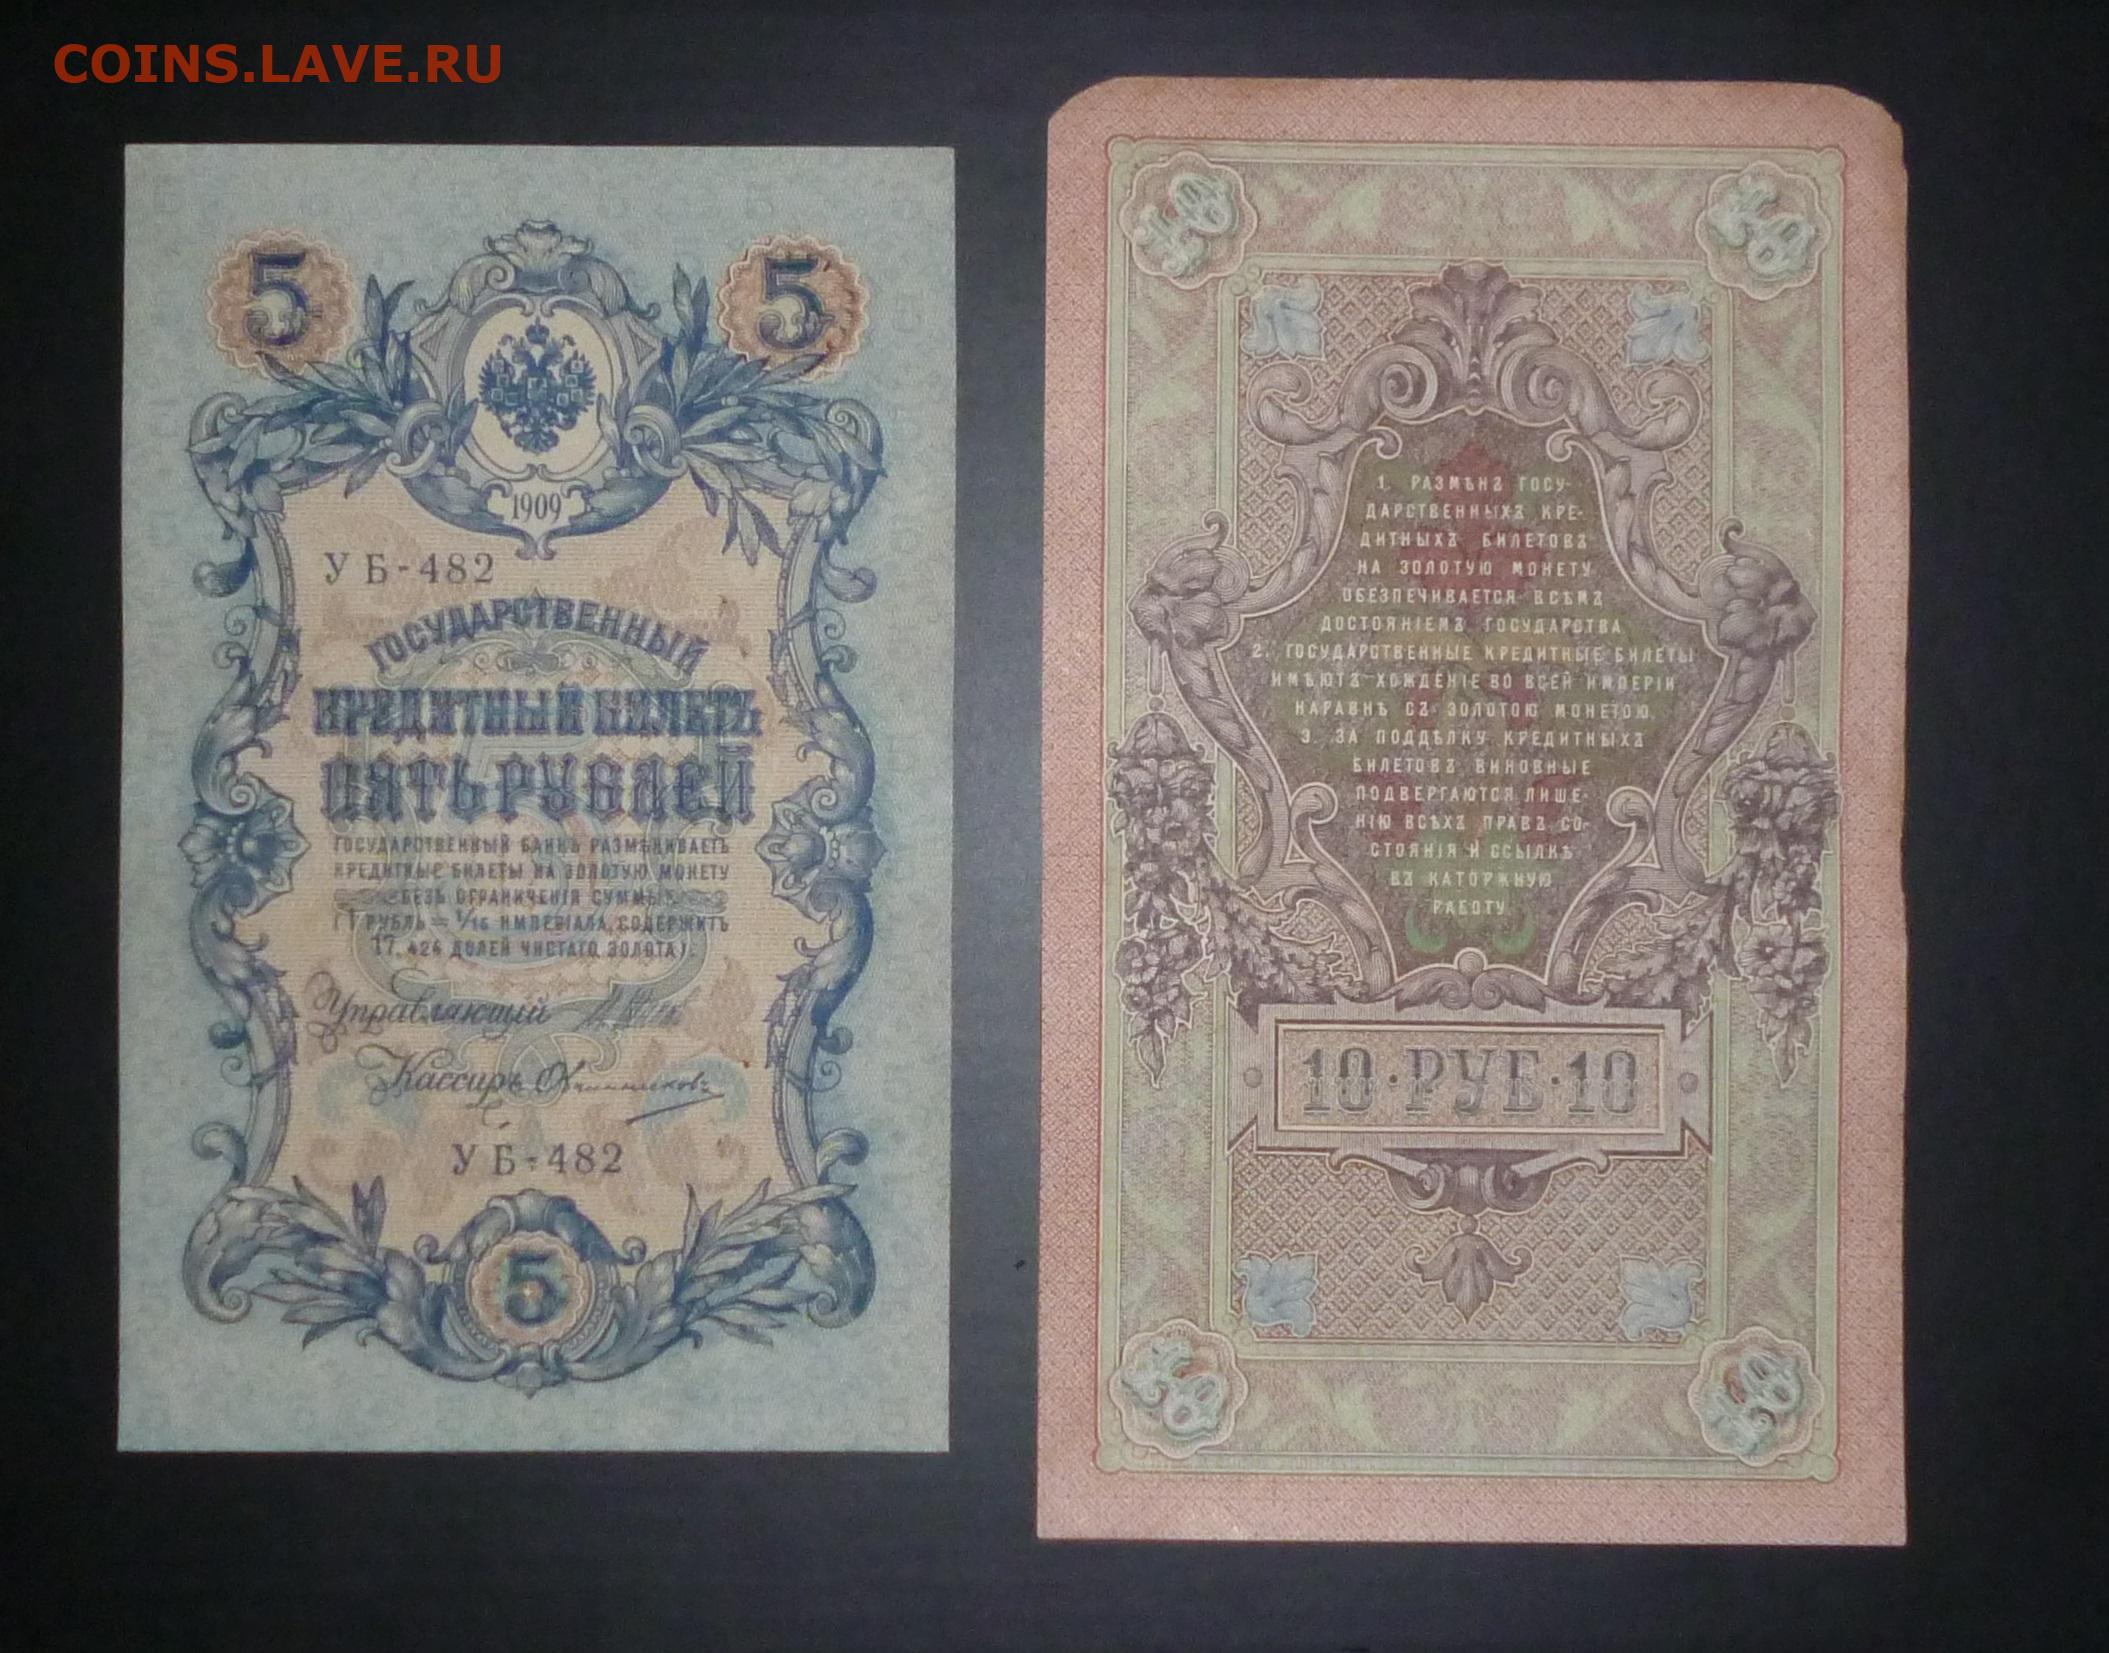 COINS.LAVE.RU
5 5
1909
УБ-482
ГОСУДАРСТВЕННЫЙ
КРЕДИТНЫЙ БИЛЕТЪ
ПЯТЬ РУБЛЕЙ
ГОСУДАРСТВЕННЫЙ БАНКЪ РАЗМѢНИВАЕТЪ
КРЕДИТНЫЕ БИЛЕТЫ НА ЗОЛОТУЮ МОНЕТУ
БЕЗЪ ОГРАНИЧЕНІЯ СУММЫ
(1 РУБЛЬ = 1/15 ИМПЕРІАЛА, СОДЕРЖИТЪ
17,424 ДОЛЕЙ ЧИСТАГО ЗОЛОТА).
Управляющій
Кассиръ
УБ-482
5
10 10
1. РАЗМѢНЪ ГОСУ-
ДАРСТВЕННЫХЪ КРЕ-
ДИТНЫХЪ БИЛЕТОВЪ
НА ЗОЛОТУЮ МОНЕТУ
ОБЕЗПЕЧИВАЕТСЯ ВСѢМЪ
ДОСТОЯНІЕМЪ ГОСУДАРСТВА
2. ГОСУДАРСТВЕННЫЕ КРЕДИТНЫЕ БИЛЕТЫ
ИМѢЮТЪ ХОЖДЕНІЕ ВО ВСЕЙ ИМПЕРІИ
НАРАВНѢ СЪ ЗОЛОТОЮ МОНЕТОЮ.
3. ЗА ПОДДѢЛКУ КРЕДИТНЫХЪ
БИЛЕТОВЪ ВИНОВНЫЕ
ПОДВЕРГАЮТСЯ ЛИШЕ-
НІЮ ВСѢХЪ ПРАВЪ СО-
СТОЯНІЯ И ССЫЛКѢ
ВЪ КАТОРЖНУЮ
РАБОТУ.
10·РУБ·10
10 10